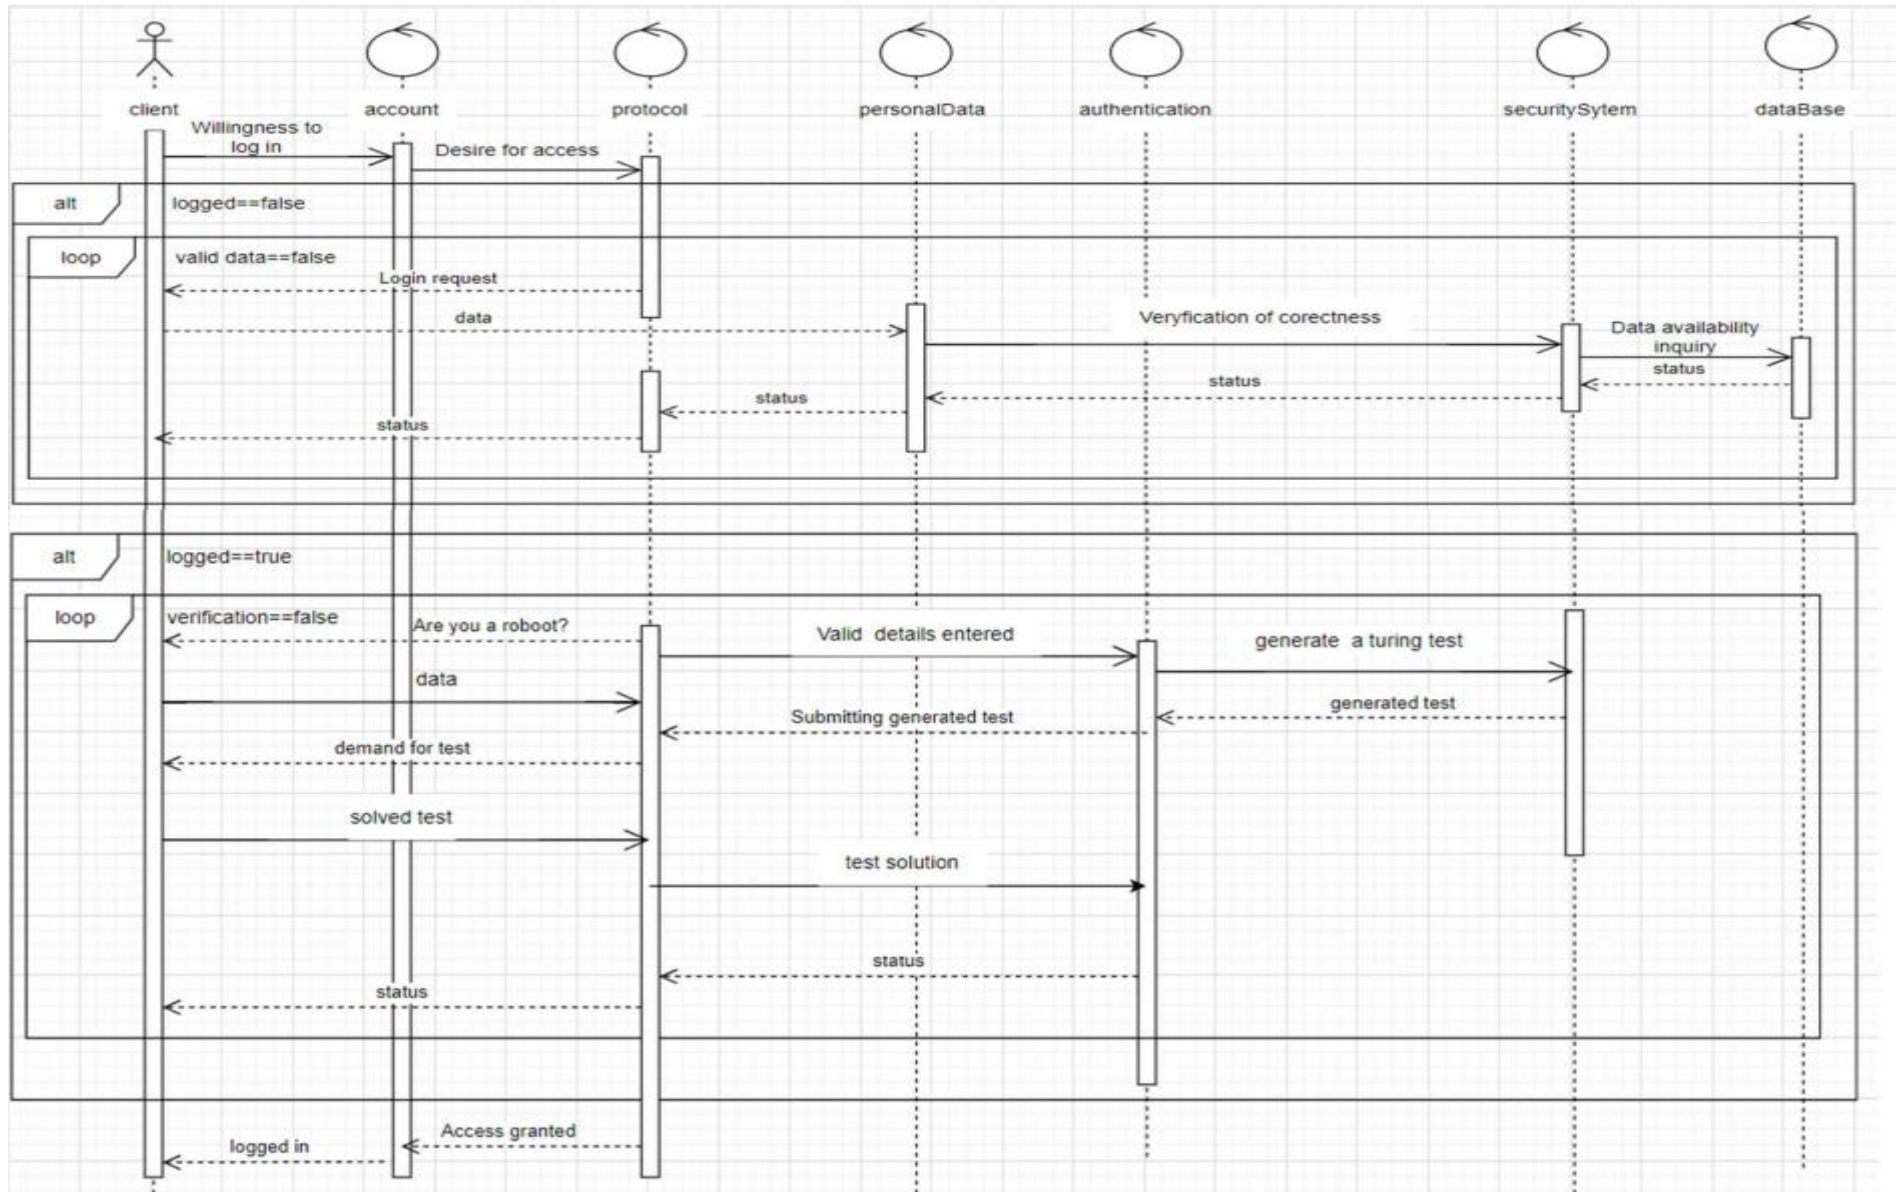 client
account
protocol
personalData
authentication
securitySytem
dataBase
Willingness to
log in
Desire for access
alt
logged==false
loop
valid data==false
Login request
data
Veryfication of corectness
Data availability
inquiry
status
status
status
status
alt
logged==true
loop
verification==false
Are you a roboot?
Valid details entered
generate a turing test
data
generated test
Submitting generated test
demand for test
solved test
test solution
status
status
Access granted
logged in